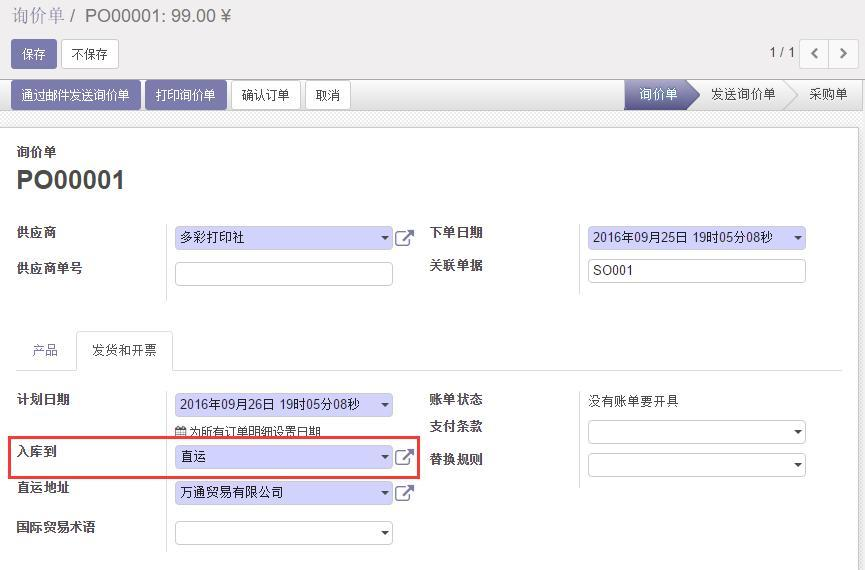 询价单 / PO00001: 99.00 ¥
保存 不保存 1 / 1
通过邮件发送询价单 打印询价单 确认订单 取消 询价单 发送询价单 采购单
询价单
PO00001
供应商 多彩打印社 下单日期 2016年09月25日 19时05分08秒
供应商单号 关联单据 SO001
产品 发货和开票
计划日期 2016年09月26日 19时05分08秒 账单状态 没有账单要开具
为所有订单明细设置日期 支付条款
入库到 直运 替换规则
直运地址 万通贸易有限公司
国际贸易术语